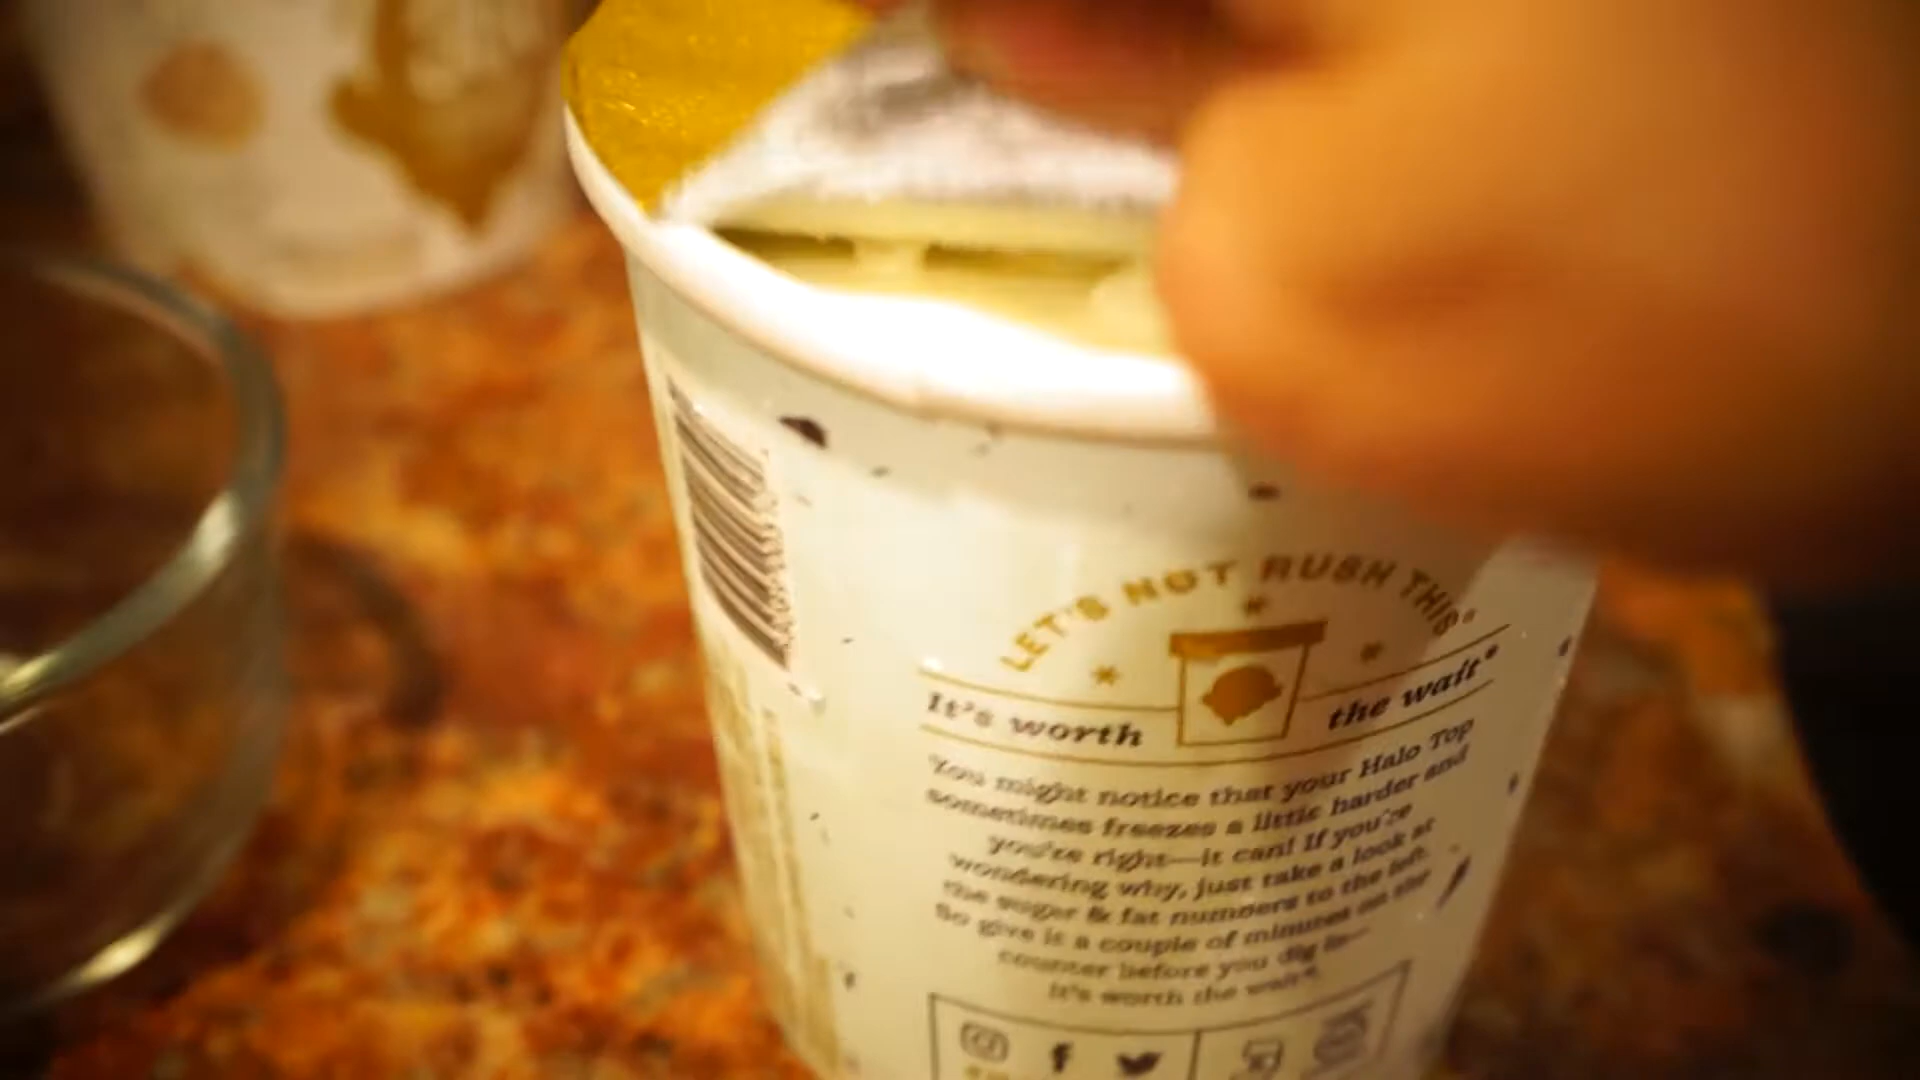 LET'S NOT RUSH THIS.
It's worth the wait*
You might notice that your Halo Top
sometimes freezes a little harder and
you're right—it can! If you're
wondering why, just take a look at
the sugar & fat numbers to the left.
So give it a couple of minutes on the
counter before you dig in—
it's worth the wait*.